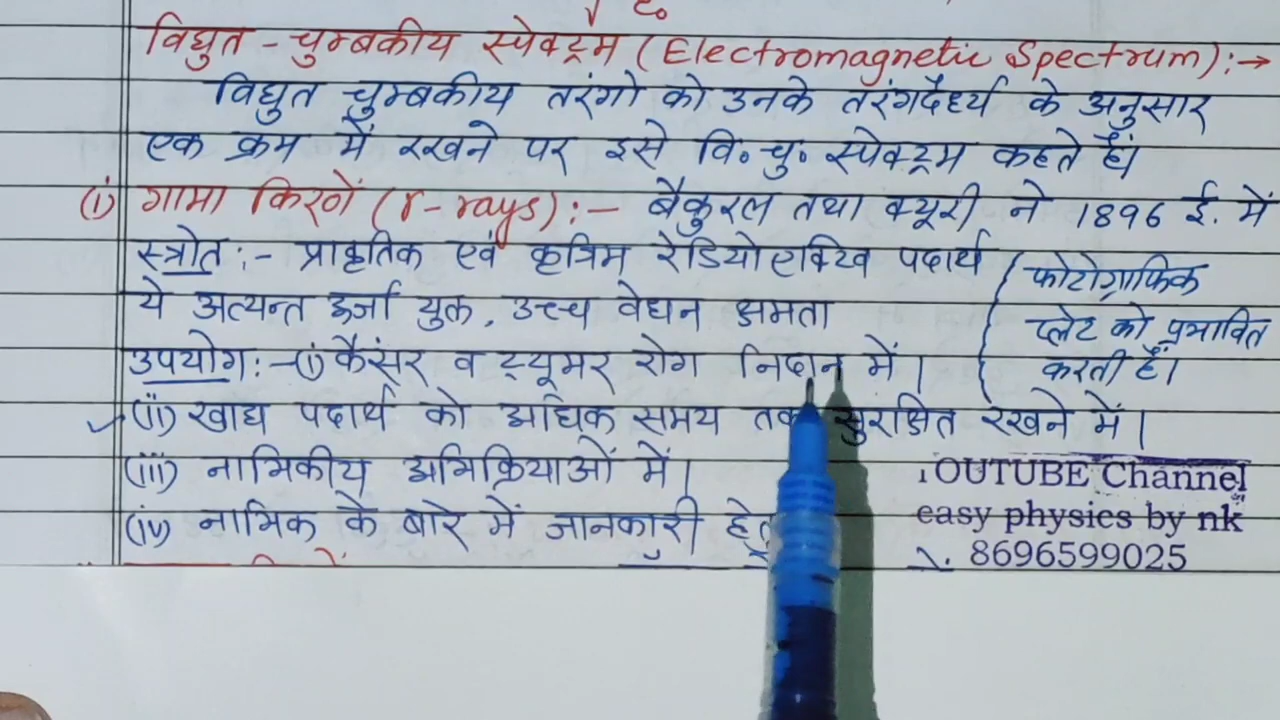 विद्युत - चुम्बकीय स्पेक्ट्रम (Electromagnetic Spectrum) :→
विद्युत चुम्बकीय तरंगो को उनके तरंगदैर्ध्य के अनुसार
एक क्रम में रखने पर इसे वि॰ चु॰ स्पेक्ट्रम कहते हैं।
(i) गामा किरणें (γ-rays) :- बैकुरल तथा क्यूरी ने 1896 ई. में
स्त्रोत :- प्राकृतिक एवं कृत्रिम रेडियोएक्टिव पदार्थ
ये अत्यन्त ऊर्जा युक्त, उच्च वेधन क्षमता
फोटोग्राफिक
प्लेट को प्रभावित
करती हैं।
उपयोग :- (i) कैंसर व ट्यूमर रोग निदान में।
(ii) खाद्य पदार्थ को अधिक समय तक सुरक्षित रखने में।
(iii) नाभिकीय अभिक्रियाओं में।
(iv) नाभिक के बारे में जानकारी हेतु
OUTUBE Channel
easy physics by nk
8696599025